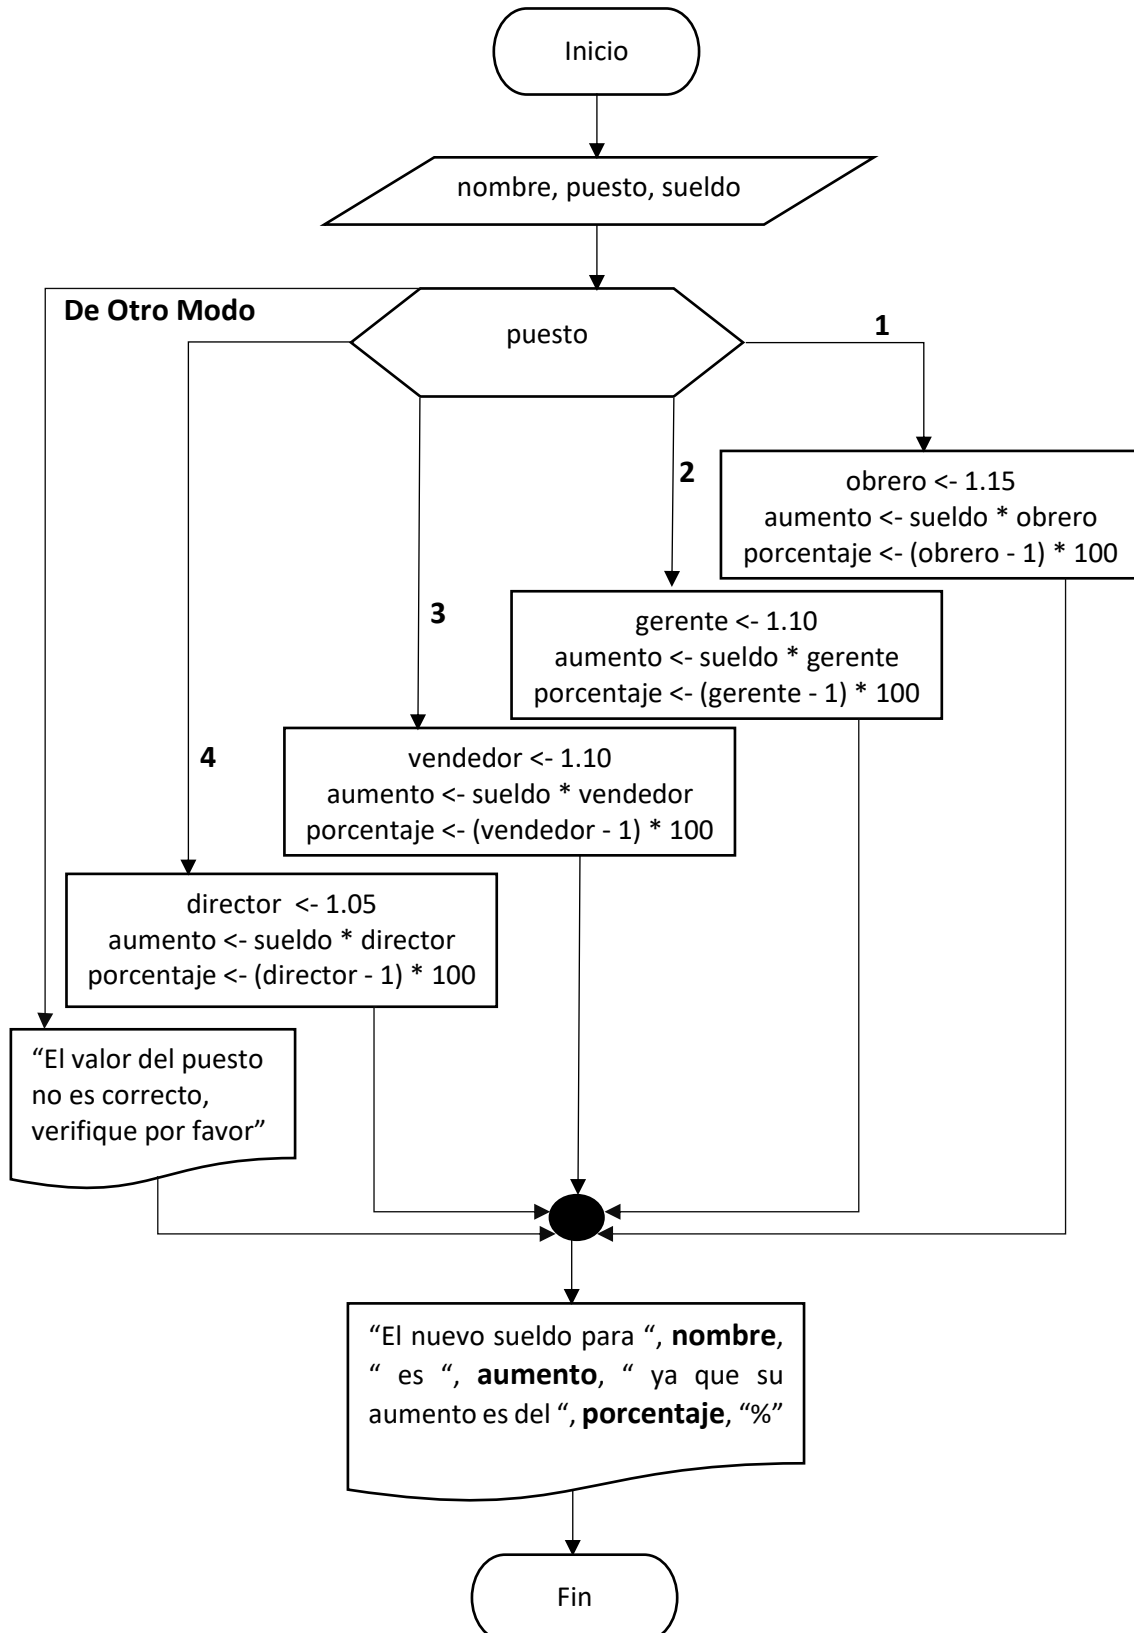 Inicio
nombre, puesto, sueldo
De Otro Modo
puesto
1
obrero <- 1.15
aumento <- sueldo * obrero
porcentaje <- (obrero - 1) * 100
2
gerente <- 1.10
aumento <- sueldo * gerente
porcentaje <- (gerente - 1) * 100
3
vendedor <- 1.10
aumento <- sueldo * vendedor
porcentaje <- (vendedor - 1) * 100
4
director <- 1.05
aumento <- sueldo * director
porcentaje <- (director - 1) * 100
“El valor del puesto
no es correcto,
verifique por favor”
“El nuevo sueldo para “, nombre,
“ es “, aumento, “ ya que su
aumento es del “, porcentaje, “%”
Fin